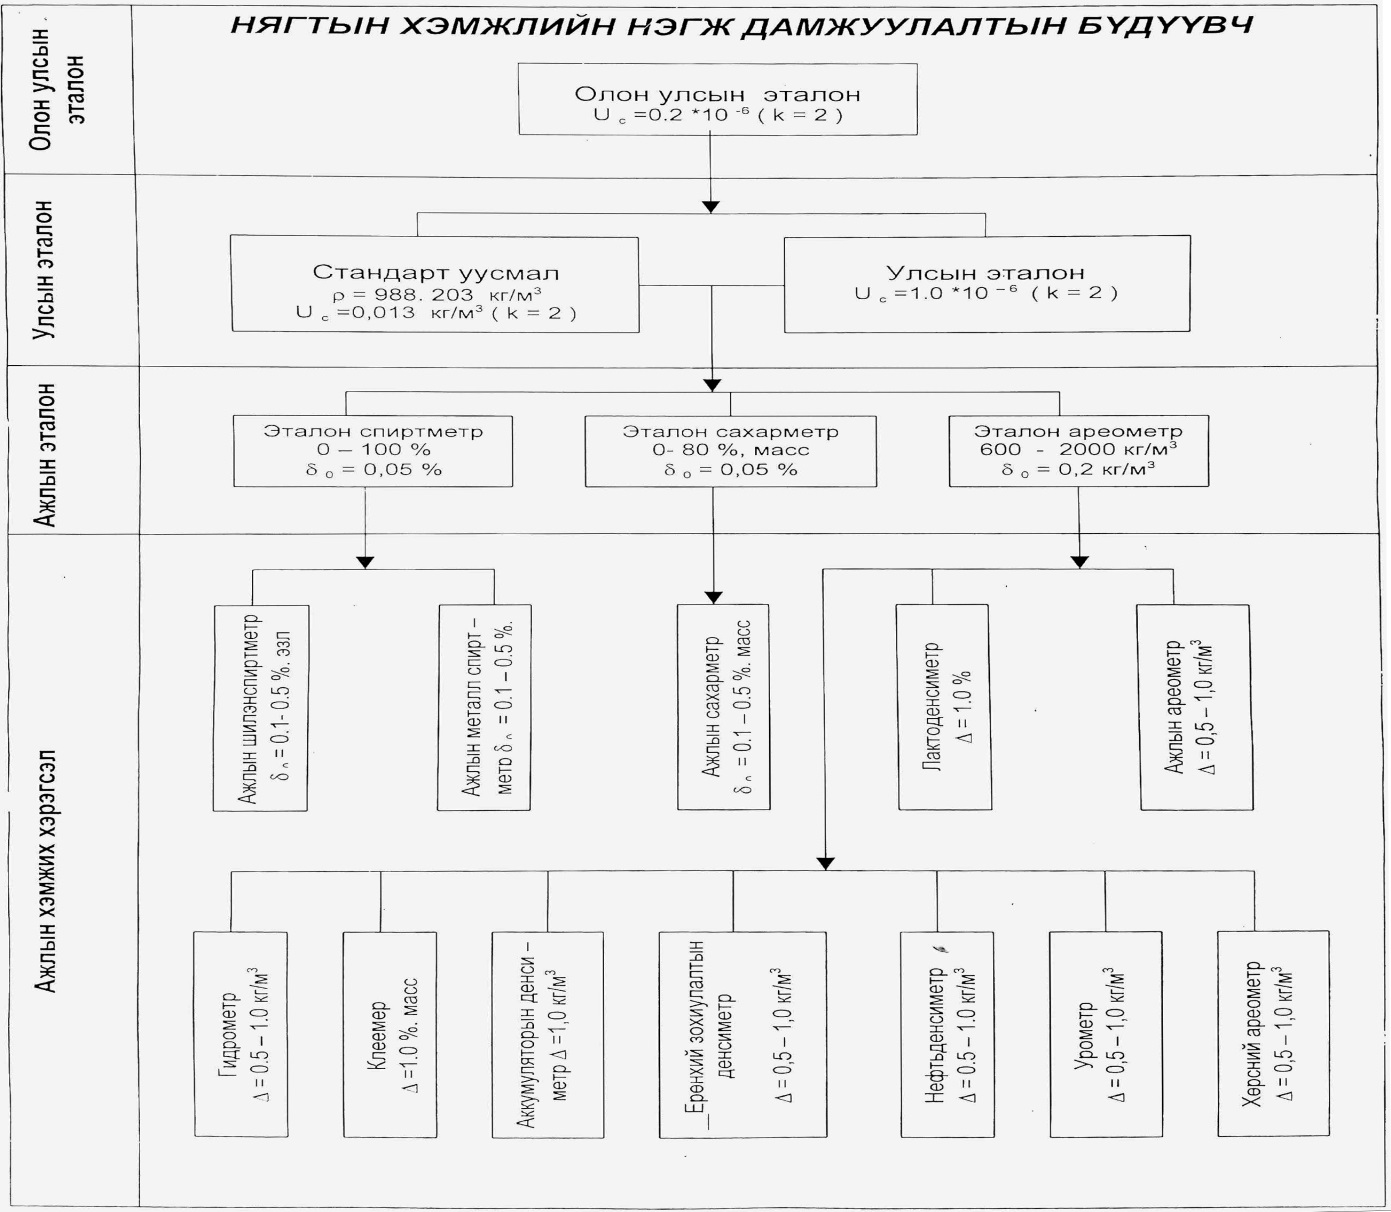 НЯГТЫН ХЭМЖЛИЙН НЭГЖ ДАМЖУУЛАЛТЫН БҮДҮҮВЧ
Олон улсын
эталон
Олон улсын эталон
U c =0.2 *10 -6 ( k = 2 )
Улсын эталон
Стандарт уусмал
ρ = 988. 203 кг/м³
U c =0,013 кг/м³ ( k = 2 )
Улсын эталон
U c =1.0 *10 – 6 ( k = 2 )
Ажлын эталон
Эталон спиртметр
0 – 100 %
δ о = 0,05 %
Эталон сахарметр
0- 80 %, масс
δ о = 0,05 %
Эталон ареометр
600 - 2000 кг/м³
δ о = 0,2 кг/м³
Ажлын хэмжих хэрэгсэл
Ажлын шилэнспиртметр
δ л = 0.1- 0.5 %. эзл
Ажлын металл спирт –
метр δ л = 0.1 – 0.5 %.
Ажлын сахарметр
δ л = 0.1 – 0.5 %. масс
Лактоденсиметр
Δ = 1.0 %
Ажлын ареометр
Δ = 0,5 – 1,0 кг/м³
Гидрометр
Δ = 0.5 – 1.0 кг/м³
Клеемер
Δ =1.0 %. масс
Аккумуляторын денси –
метр Δ =1,0 кг/м³
__Ерөнхий зохиулалтын
денсиметр
Δ = 0,5 – 1,0 кг/м³
Нефтьденсиметр
Δ = 0.5 – 1.0 кг/м³
Урометр
Δ = 0,5 – 1,0 кг/м³
Хөрсний ареометр
Δ = 0,5 – 1,0 кг/м³